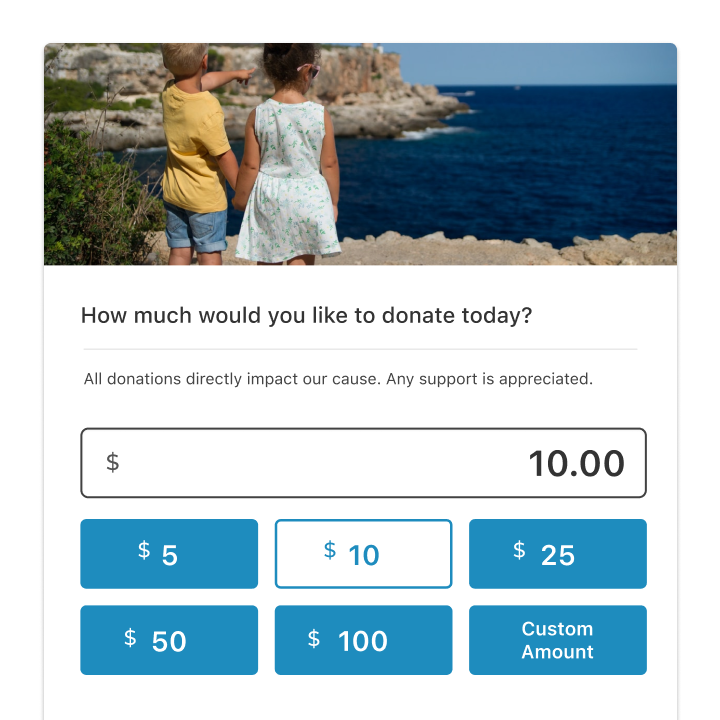 How much would you like to donate today?
All donations directly impact our cause. Any support is appreciated.
$ 10.00
$ 5
$ 10
$ 25
$ 50
$ 100
Custom
Amount